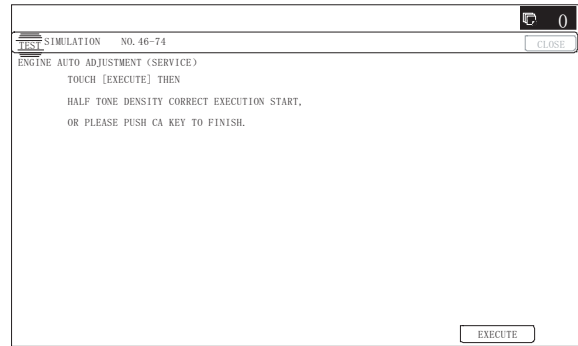 0
TEST SIMULATION NO. 46-74 CLOSE
ENGINE AUTO ADJUSTMENT (SERVICE)
TOUCH [EXECUTE] THEN
HALF TONE DENSITY CORRECT EXECUTION START,
OR PLEASE PUSH CA KEY TO FINISH.
EXECUTE